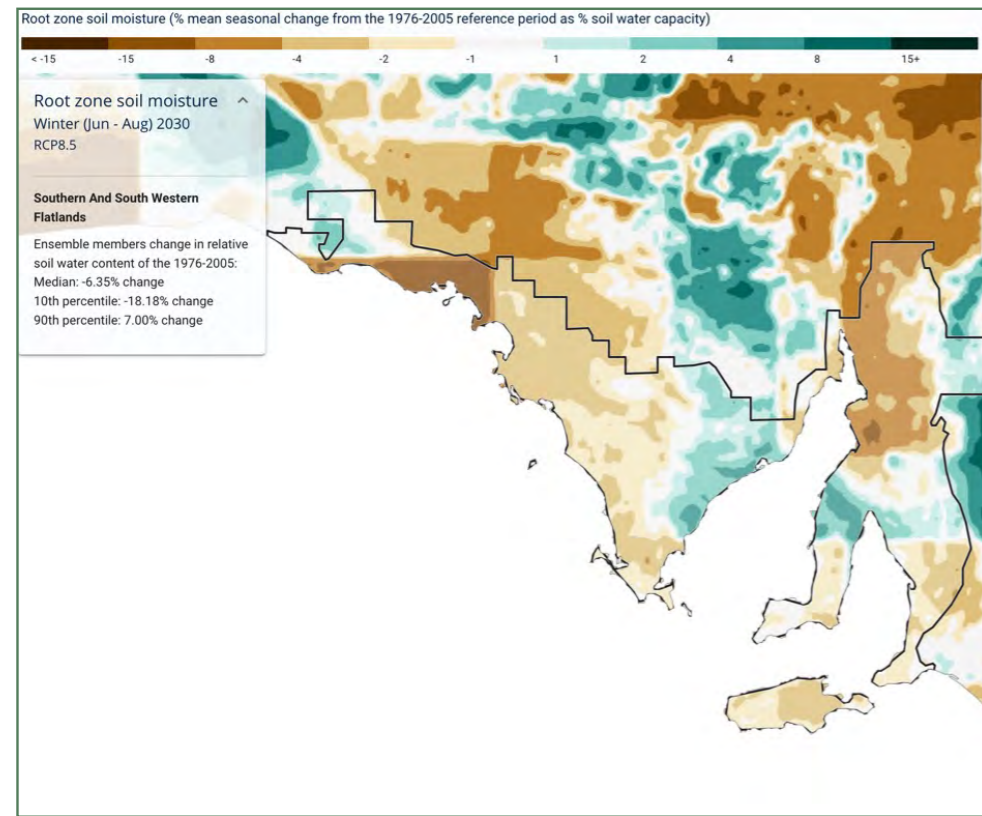 Root zone soil moisture (% mean seasonal change from the 1976-2005 reference period as % soil water capacity)
< -15 -15 -8 -4 -2 -1 1 2 4 8 15+
Root zone soil moisture
Winter (Jun - Aug) 2030
RCP8.5
Southern And South Western
Flatlands
Ensemble members change in relative
soil water content of the 1976-2005:
Median: -6.35% change
10th percentile: -18.18% change
90th percentile: 7.00% change